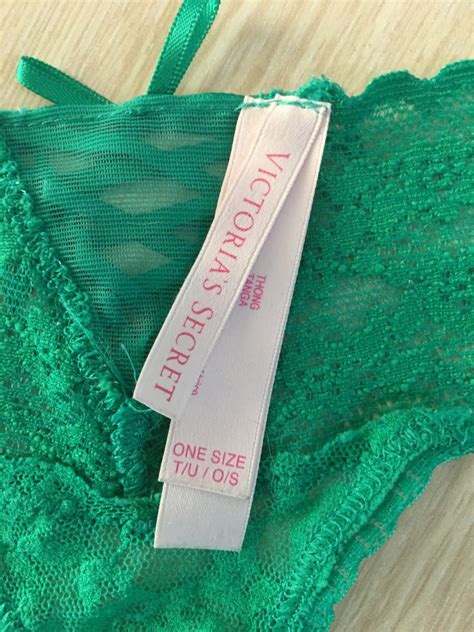 VICTORIA'S SECRET
THONG
TANGA
ONE SIZE
T/U / O/S